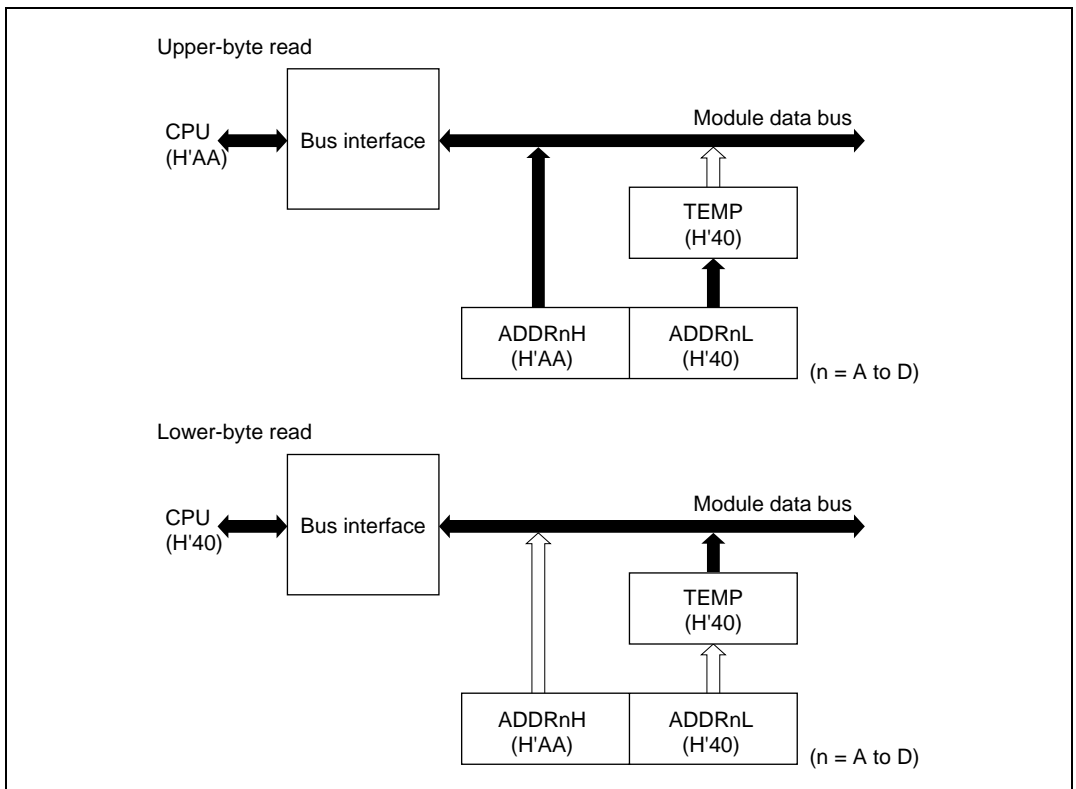 Upper-byte read
CPU
(H'AA)
Bus interface
Module data bus
TEMP
(H'40)
ADDRnH
(H'AA)
ADDRnL
(H'40)
(n = A to D)
Lower-byte read
CPU
(H'40)
Bus interface
Module data bus
TEMP
(H'40)
ADDRnH
(H'AA)
ADDRnL
(H'40)
(n = A to D)